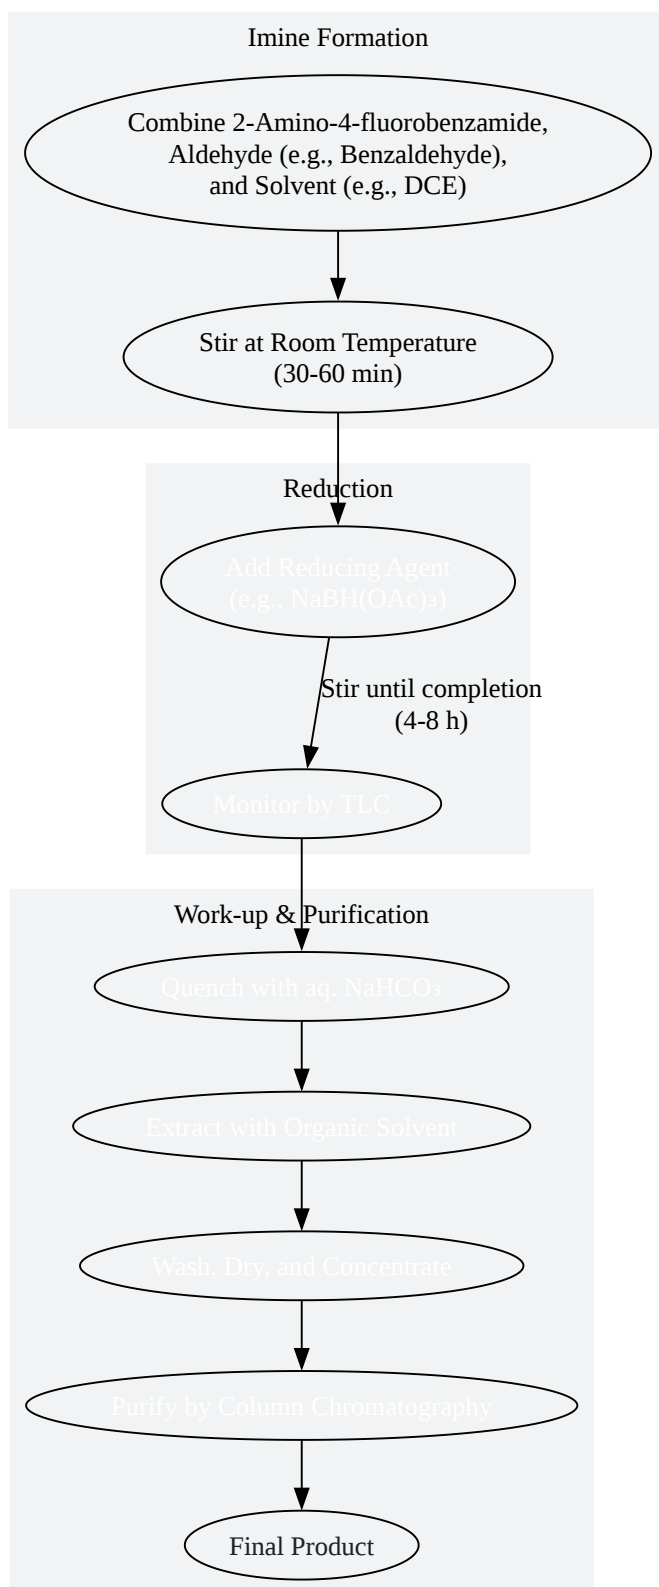 Imine Formation
Combine 2-Amino-4-fluorobenzamide,
Aldehyde (e.g., Benzaldehyde),
and Solvent (e.g., DCE)
Stir at Room Temperature
(30-60 min)
Reduction
Add Reducing Agent
(e.g., NaBH(OAc)₃)
Stir until completion
(4-8 h)
Monitor by TLC
Work-up & Purification
Quench with aq. NaHCO₃
Extract with Organic Solvent
Wash, Dry, and Concentrate
Purify by Column Chromatography
Final Product